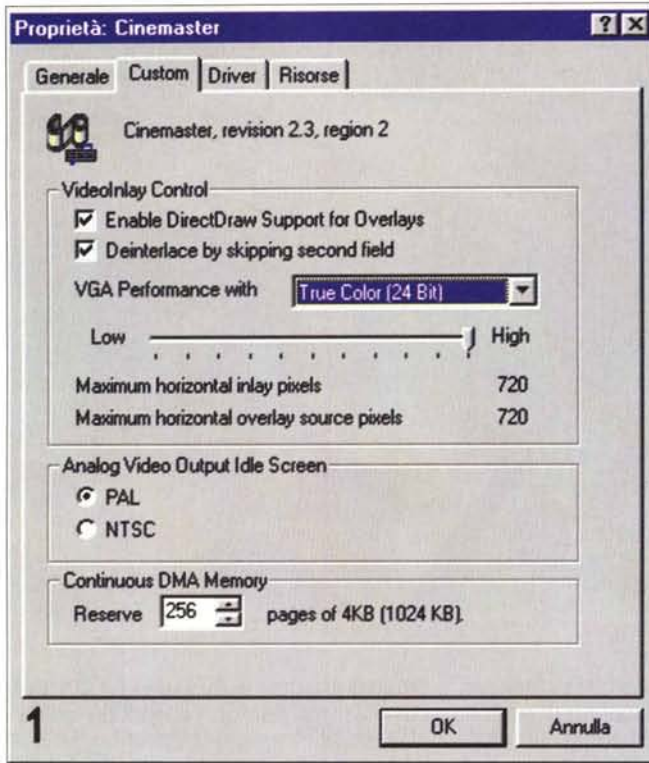 Proprietà: Cinemaster
Generale Custom Driver Risorse
Cinemaster, revision 2.3, region 2
VideoInlay Control
Enable DirectDraw Support for Overlays
Deinterlace by skipping second field
VGA Performance with True Color (24 Bit)
Low High
Maximum horizontal inlay pixels 720
Maximum horizontal overlay source pixels 720
Analog Video Output Idle Screen
PAL
NTSC
Continuous DMA Memory
Reserve 256 pages of 4KB (1024 KB).
1 OK Annulla